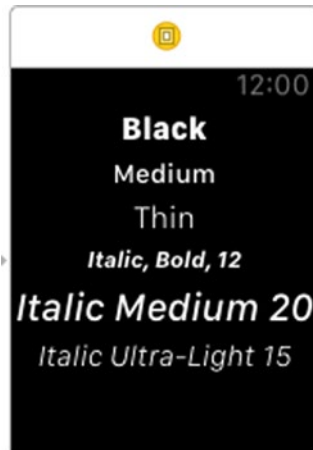 12:00
Black
Medium
Thin
Italic, Bold, 12
Italic Medium 20
Italic Ultra-Light 15